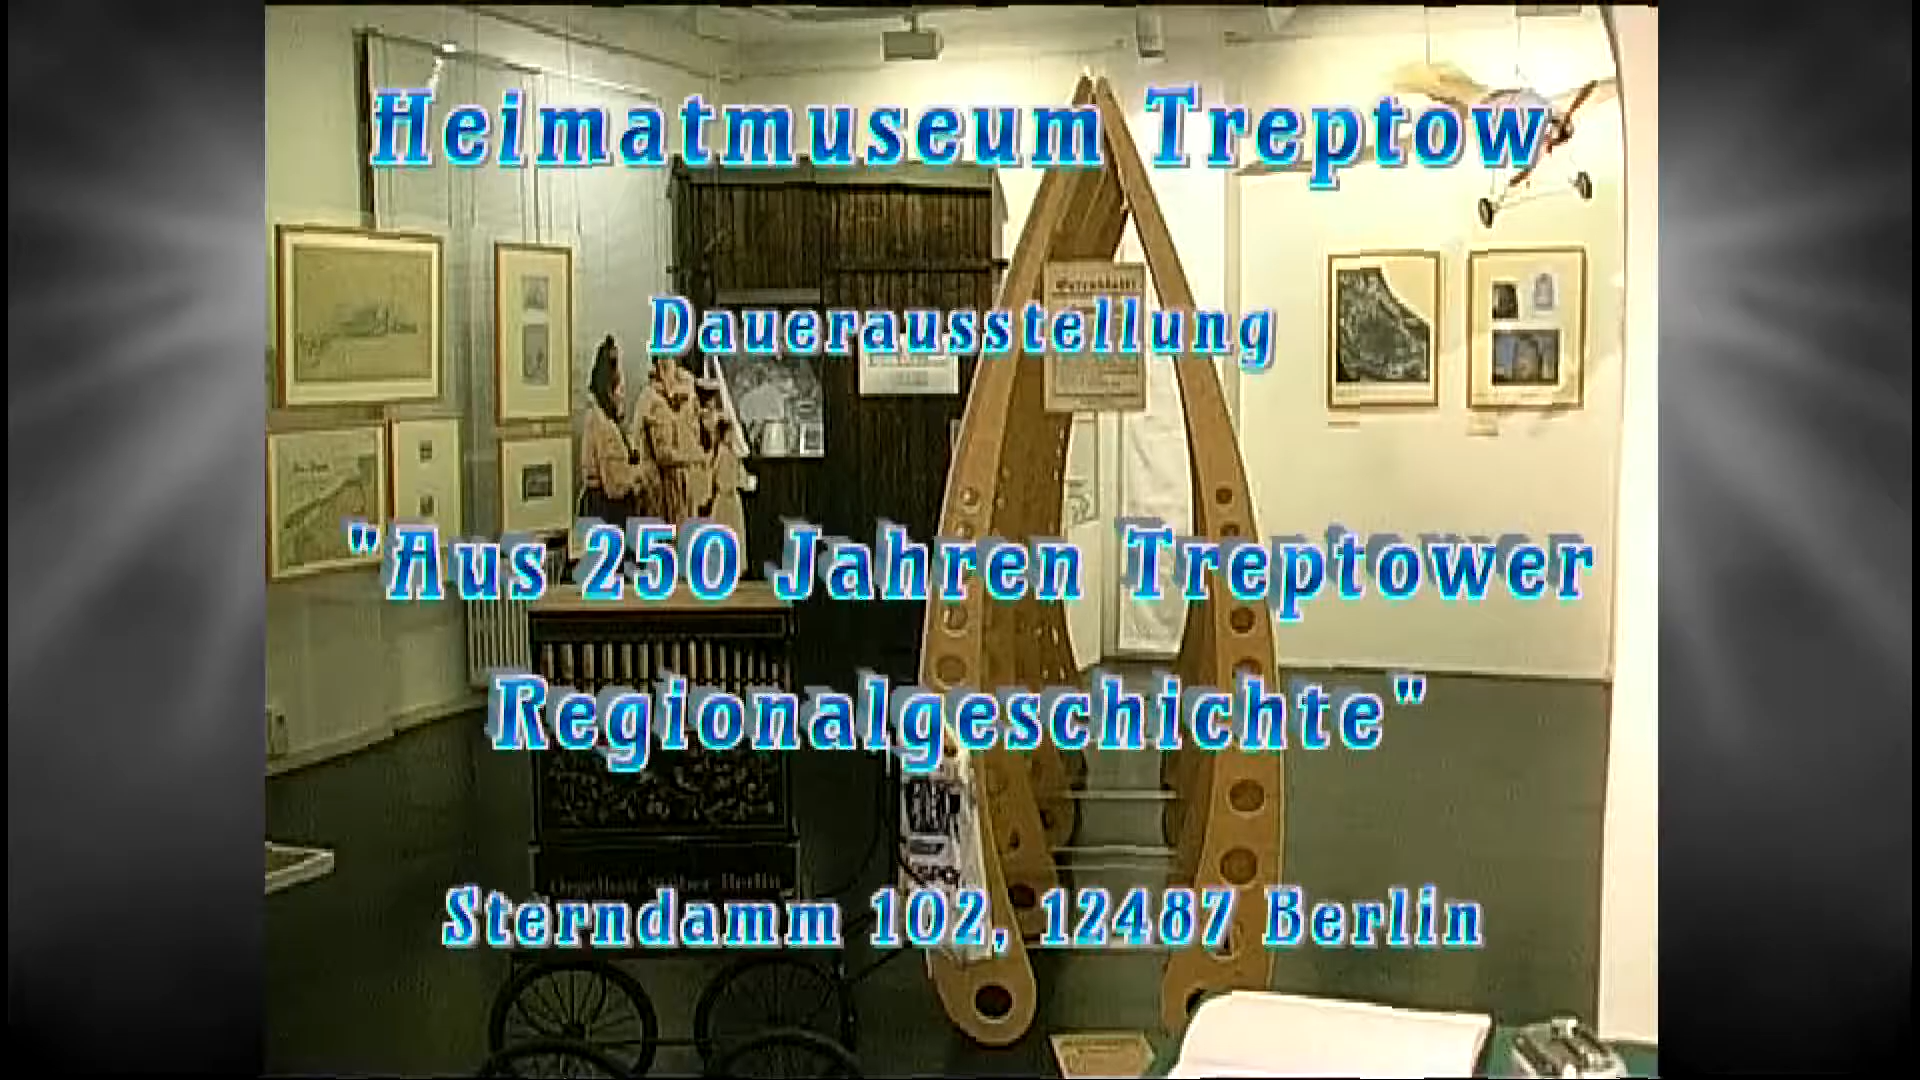 Heimatmuseum Treptow
Dauerausstellung
"Aus 250 Jahren Treptower
Regionalgeschichte"
Sterndamm 102, 12487 Berlin